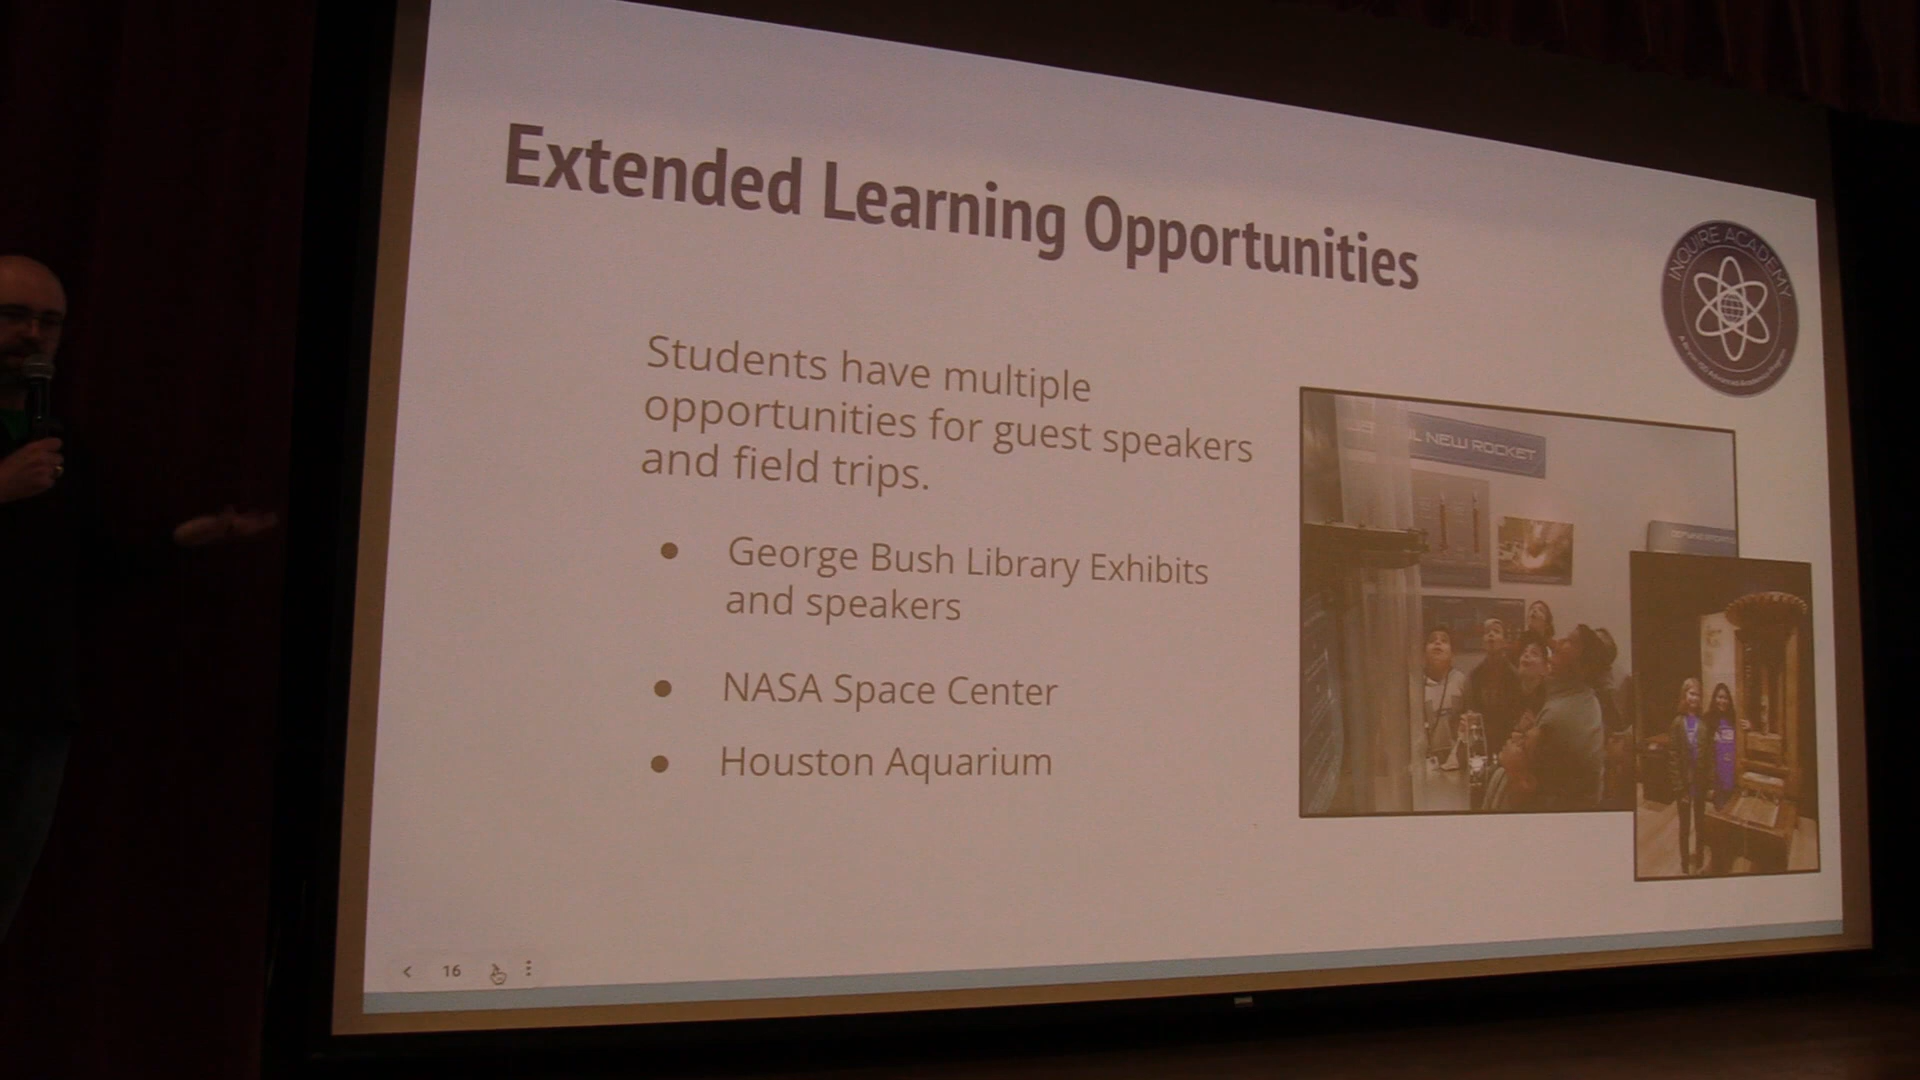 Extended Learning Opportunities
INQUIRE ACADEMY
Students have multiple
opportunities for guest speakers
and field trips.
NEW ROCKET
● George Bush Library Exhibits
and speakers
● NASA Space Center
● Houston Aquarium
16